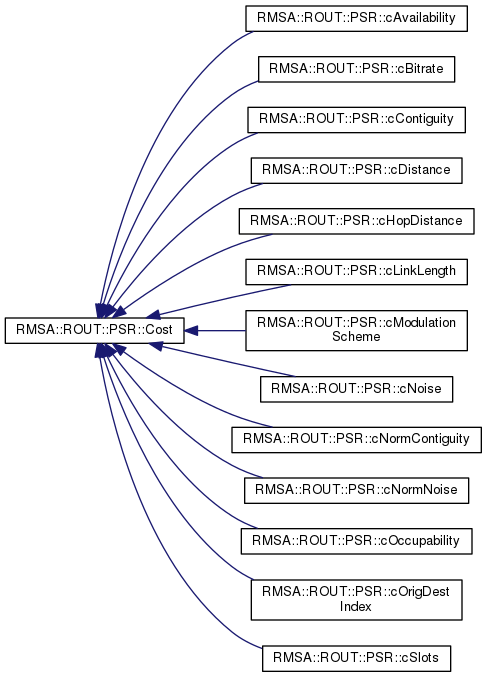 RMSA::ROUT::PSR::cAvailability
RMSA::ROUT::PSR::cBitrate
RMSA::ROUT::PSR::cContiguity
RMSA::ROUT::PSR::cDistance
RMSA::ROUT::PSR::cHopDistance
RMSA::ROUT::PSR::cLinkLength
RMSA::ROUT::PSR::Cost
RMSA::ROUT::PSR::cModulation
Scheme
RMSA::ROUT::PSR::cNoise
RMSA::ROUT::PSR::cNormContiguity
RMSA::ROUT::PSR::cNormNoise
RMSA::ROUT::PSR::cOccupability
RMSA::ROUT::PSR::cOrigDest
Index
RMSA::ROUT::PSR::cSlots